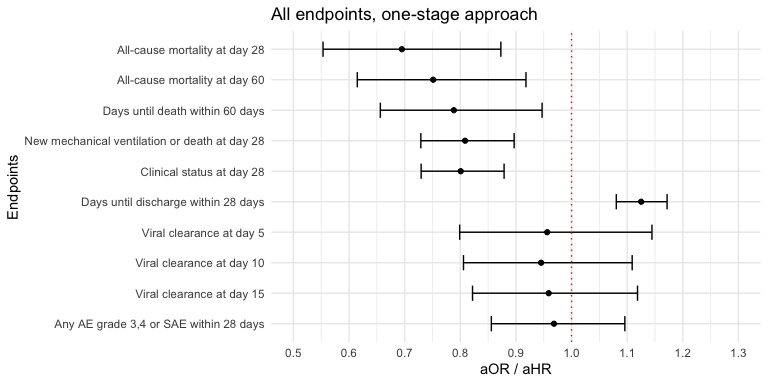 All endpoints, one-stage approach
Endpoints
All-cause mortality at day 28
All-cause mortality at day 60
Days until death within 60 days
New mechanical ventilation or death at day 28
Clinical status at day 28
Days until discharge within 28 days
Viral clearance at day 5
Viral clearance at day 10
Viral clearance at day 15
Any AE grade 3,4 or SAE within 28 days
0.5 0.6 0.7 0.8 0.9 1.0 1.1 1.2 1.3
aOR / aHR